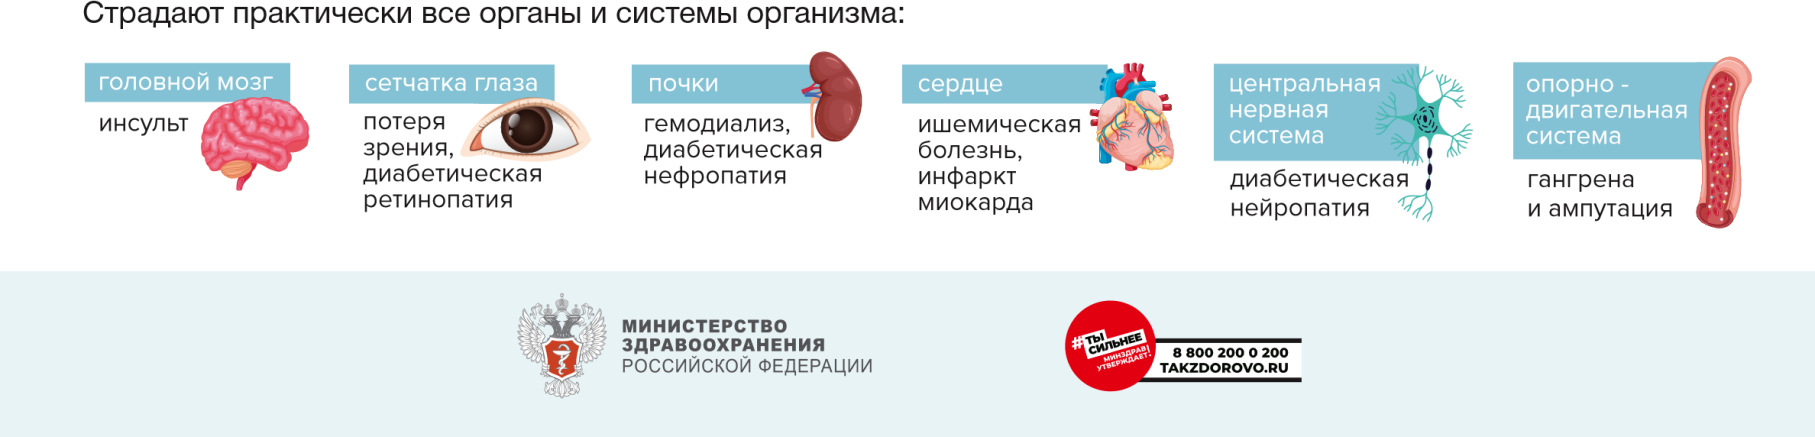 Страдают практически все органы и системы организма:
головной мозг
инсульт
сетчатка глаза
потеря
зрения,
диабетическая
ретинопатия
почки
гемодиализ,
диабетическая
нефропатия
сердце
ишемическая
болезнь,
инфаркт
миокарда
центральная
нервная
система
диабетическая
нейропатия
опорно -
двигательная
система
гангрена
и ампутация
МИНИСТЕРСТВО
ЗДРАВООХРАНЕНИЯ
РОССИЙСКОЙ ФЕДЕРАЦИИ
#ТЫ
СИЛЬНЕЕ
МИНЗДРАВ
УТВЕРЖДАЕТ!
8 800 200 0 200
TAKZDOROVO.RU